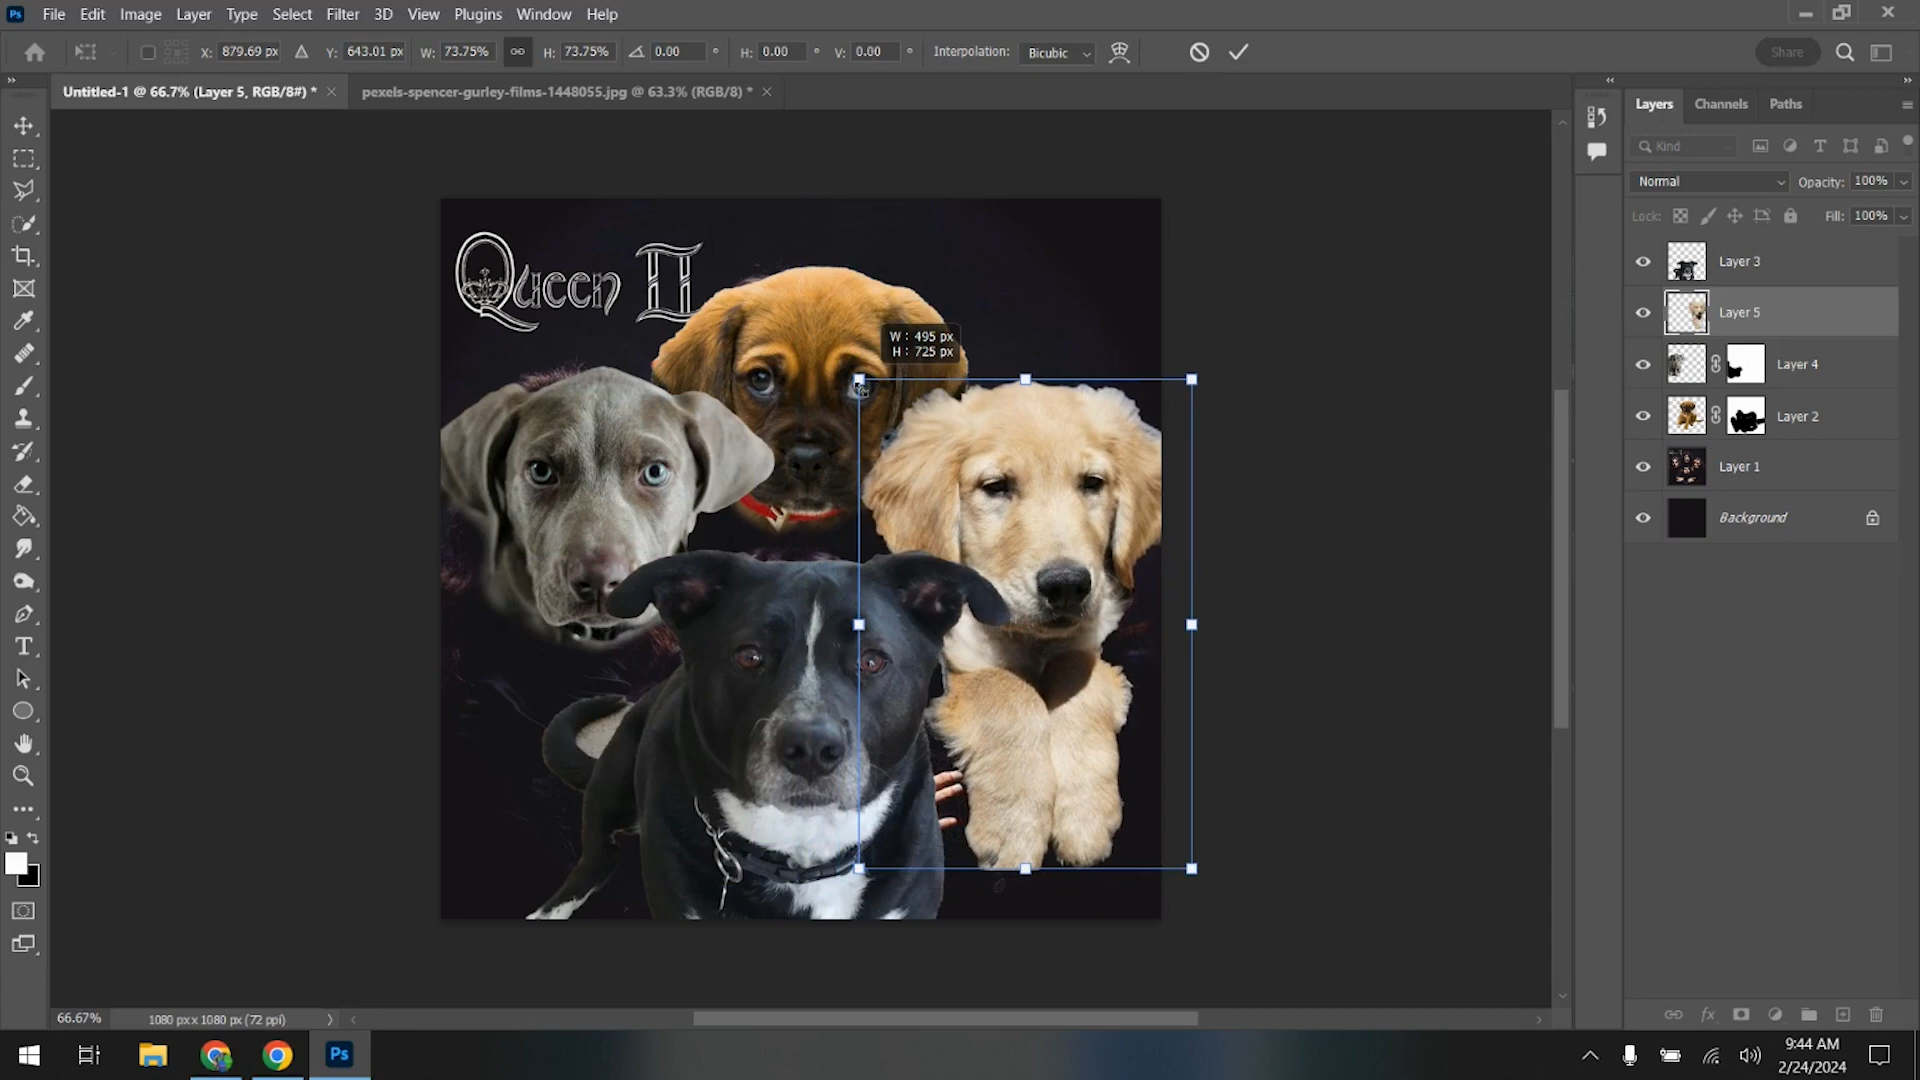 Ps File Edit Image Layer Type Select Filter 3D View Plugins Window Help
X: 879.69 px Y: 643.01 px W: 73.75% H: 73.75% 0.00 ° H: 0.00 ° V: 0.00 ° Interpolation: Bicubic Share
Untitled-1 @ 66.7% (Layer 5, RGB/8#) * pexels-spencer-gurley-films-1448055.jpg @ 63.3% (RGB/8) *
Layers Channels Paths
Kind
Normal Opacity: 100%
Lock: Fill: 100%
Layer 3
Layer 5
Layer 4
Layer 2
Layer 1
Background
Queen II
W : 495 px
H : 725 px
66.67% 1080 px x 1080 px (72 ppi)
Ps
9:44 AM
2/24/2024